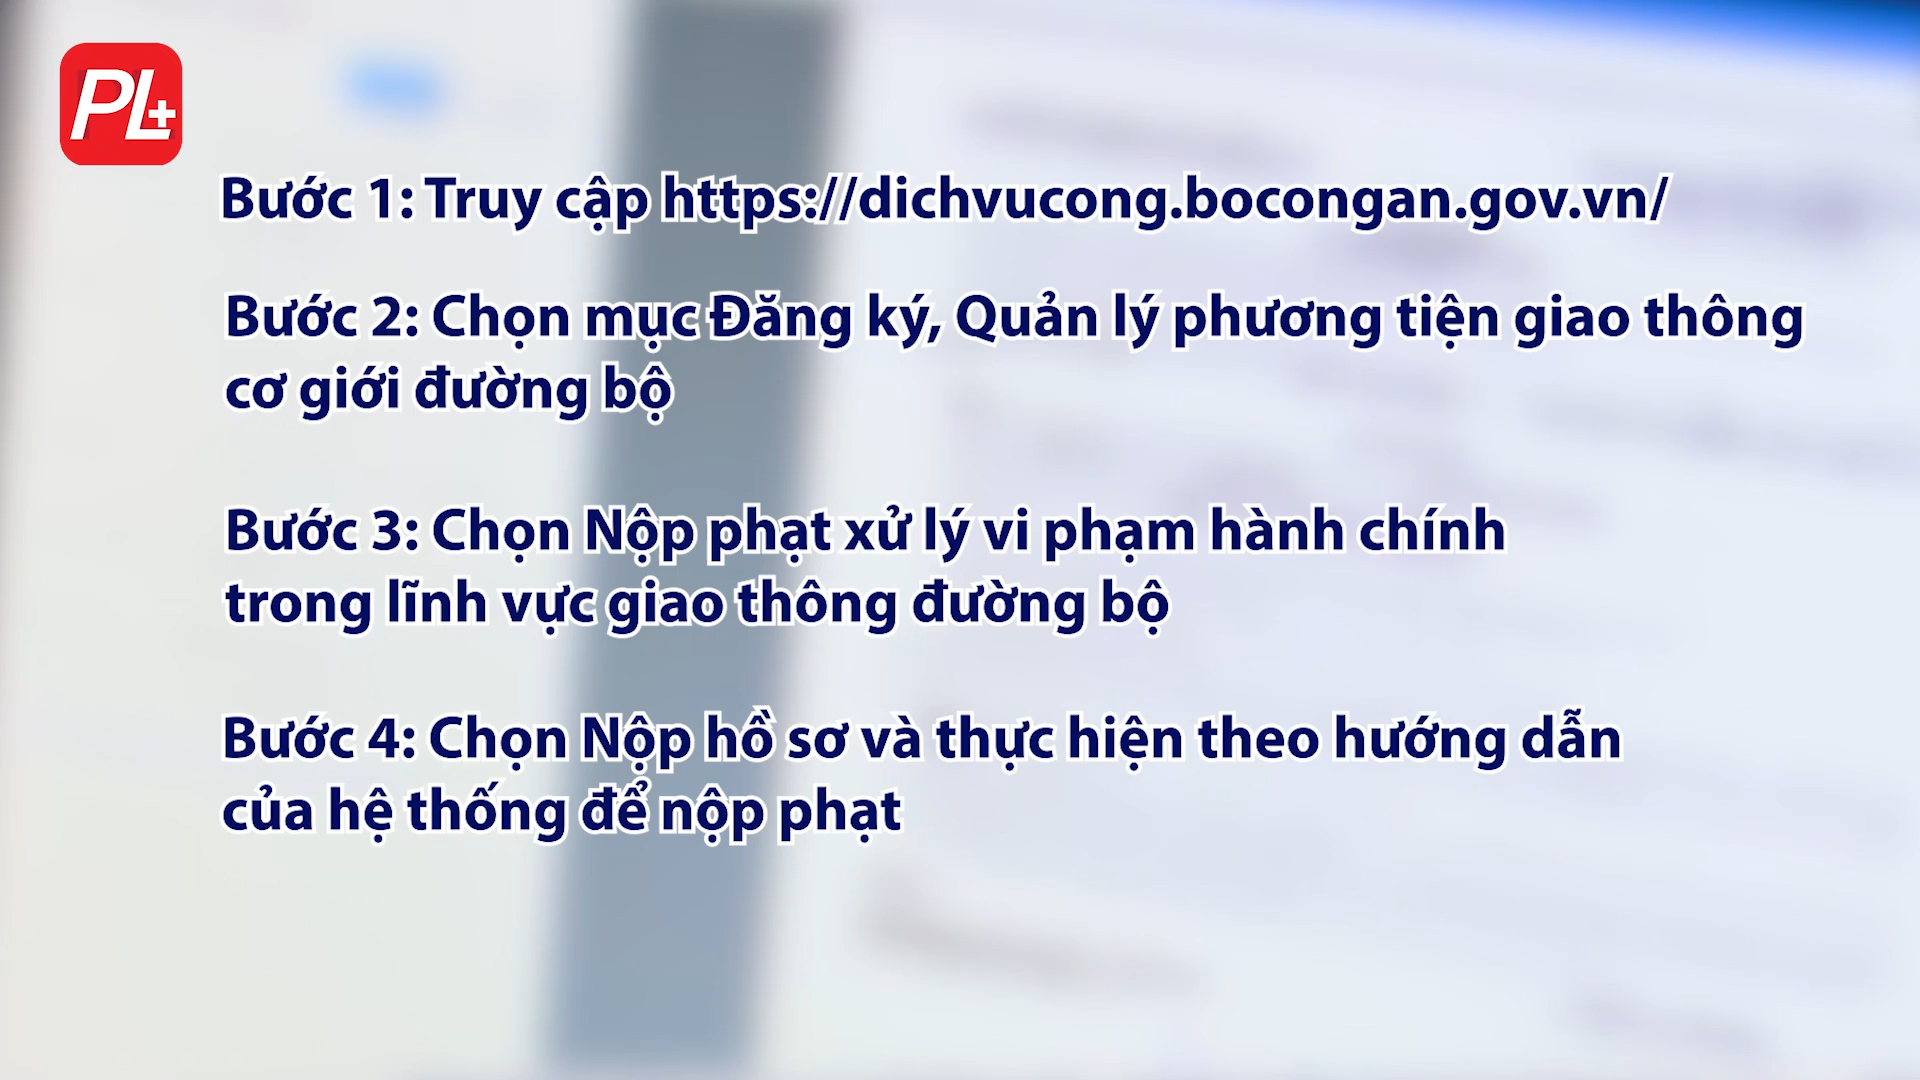 PL+
Bước 1: Truy cập https://dichvucong.bocongan.gov.vn/
Bước 2: Chọn mục Đăng ký, Quản lý phương tiện giao thông
cơ giới đường bộ
Bước 3: Chọn Nộp phạt xử lý vi phạm hành chính
trong lĩnh vực giao thông đường bộ
Bước 4: Chọn Nộp hồ sơ và thực hiện theo hướng dẫn
của hệ thống để nộp phạt